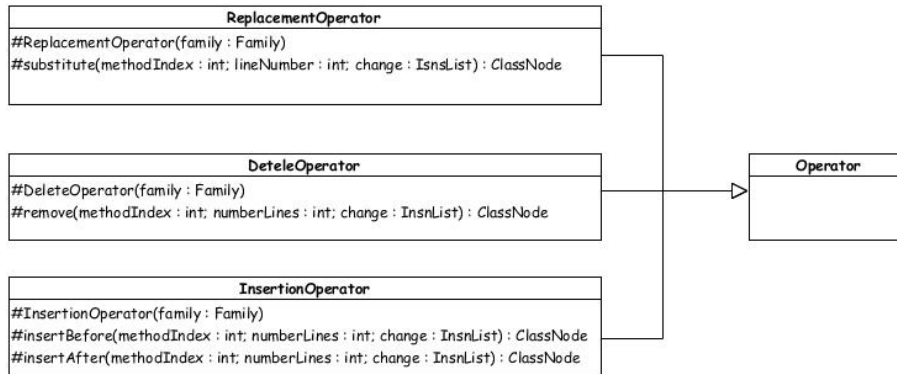 ReplacementOperator
#ReplacementOperator(family : Family)
#substitute(methodIndex : int; lineNumber : int; change : IsnsList) : ClassNode
DeteleOperator
#DeleteOperator(family : Family)
#remove(methodIndex : int; numberLines : int; change : InsnList) : ClassNode
Operator
InsertionOperator
#InsertionOperator(family : Family)
#insertBefore(methodIndex : int; numberLines : int; change : InsnList) : ClassNode
#insertAfter(methodIndex : int; numberLines : int; change : InsnList) : ClassNode